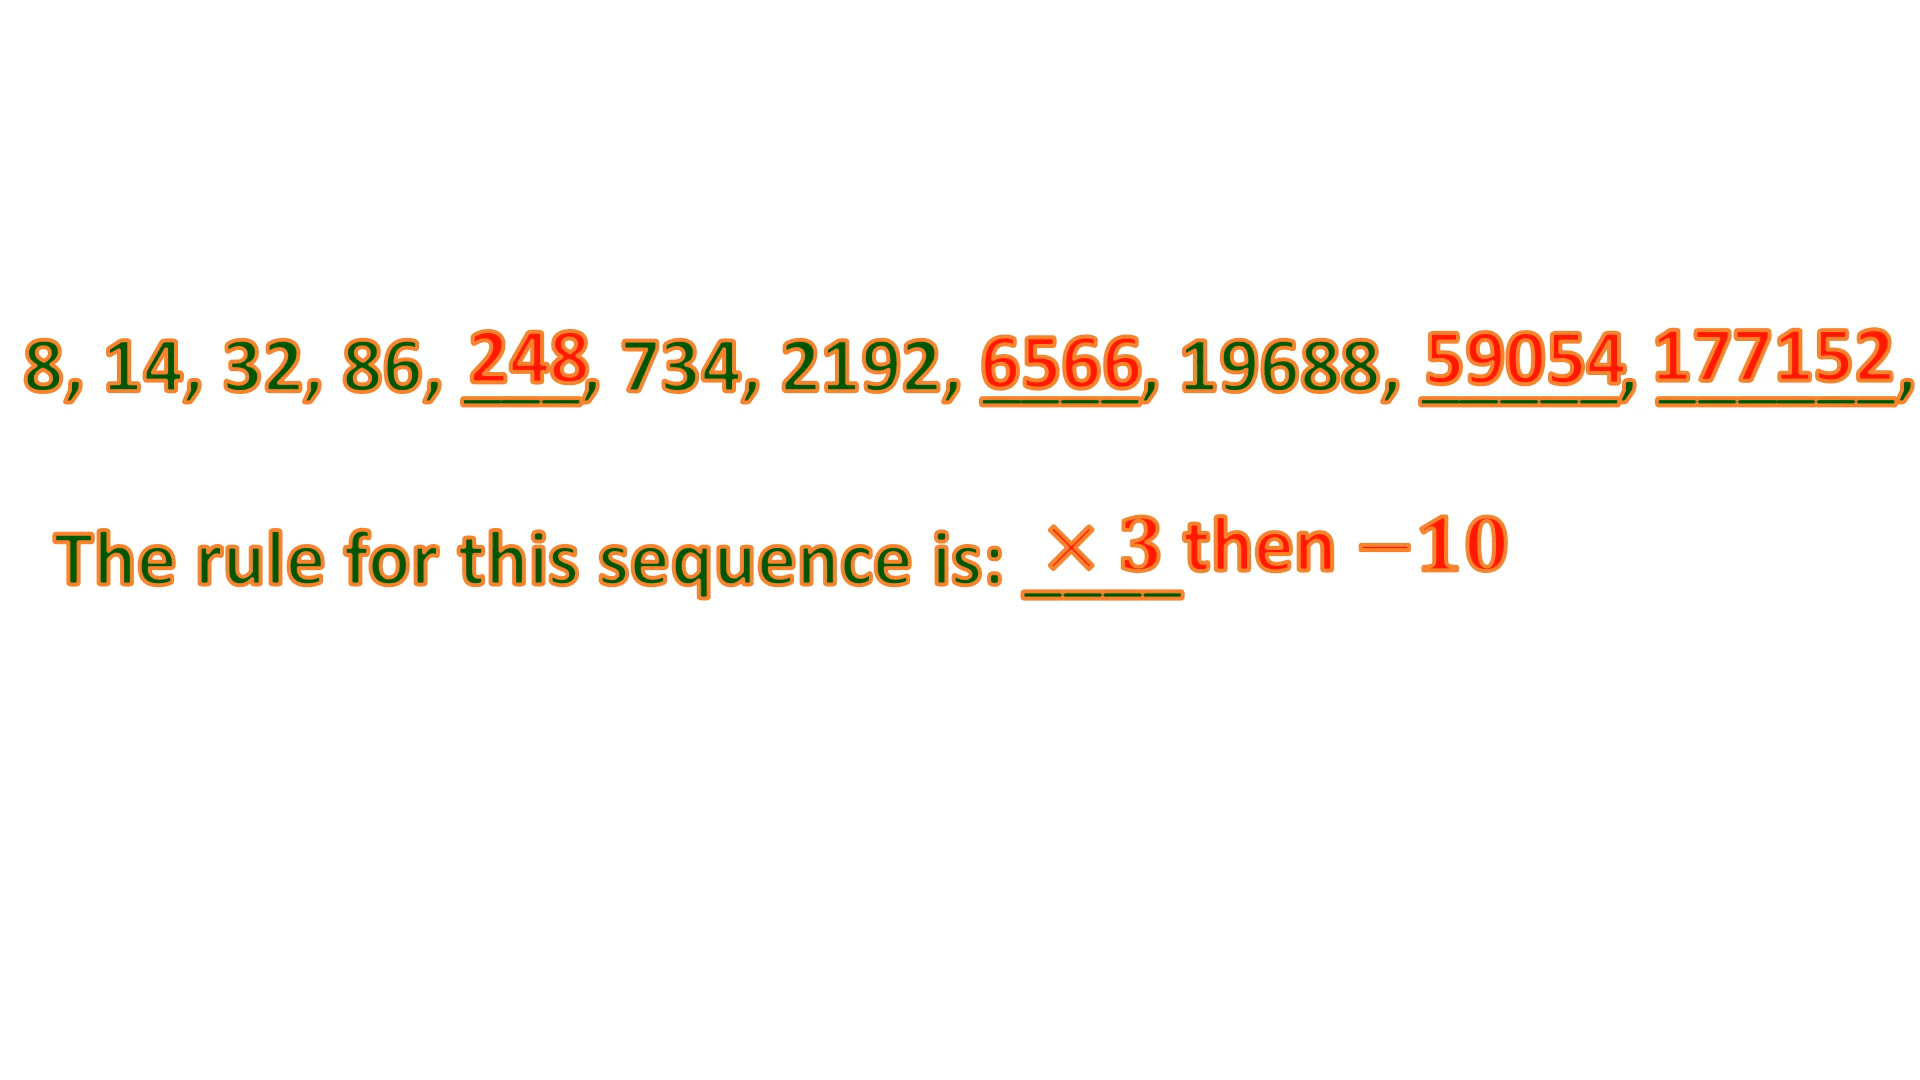 8, 14, 32, 86, 248, 734, 2192, 6566, 19688, 59054, 177152,
The rule for this sequence is: × 3 then −10